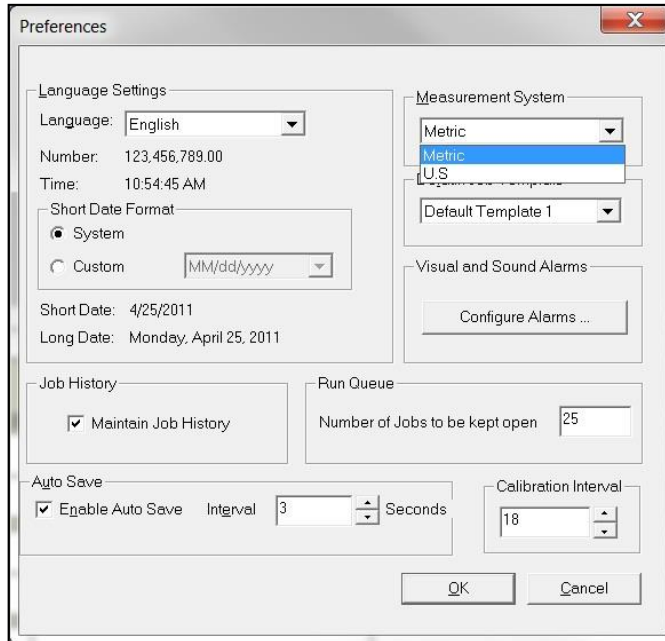 Preferences
X
Language Settings
Language: English
Number: 123,456,789.00
Time: 10:54:45 AM
Short Date Format
System
Custom MM/dd/yyyy
Short Date: 4/25/2011
Long Date: Monday, April 25, 2011
Measurement System
Metric
Metric
U.S
Default Template 1
Visual and Sound Alarms
Configure Alarms ...
Job History
Maintain Job History
Run Queue
Number of Jobs to be kept open 25
Auto Save
Enable Auto Save Interval 3 Seconds
Calibration Interval
18
OK Cancel